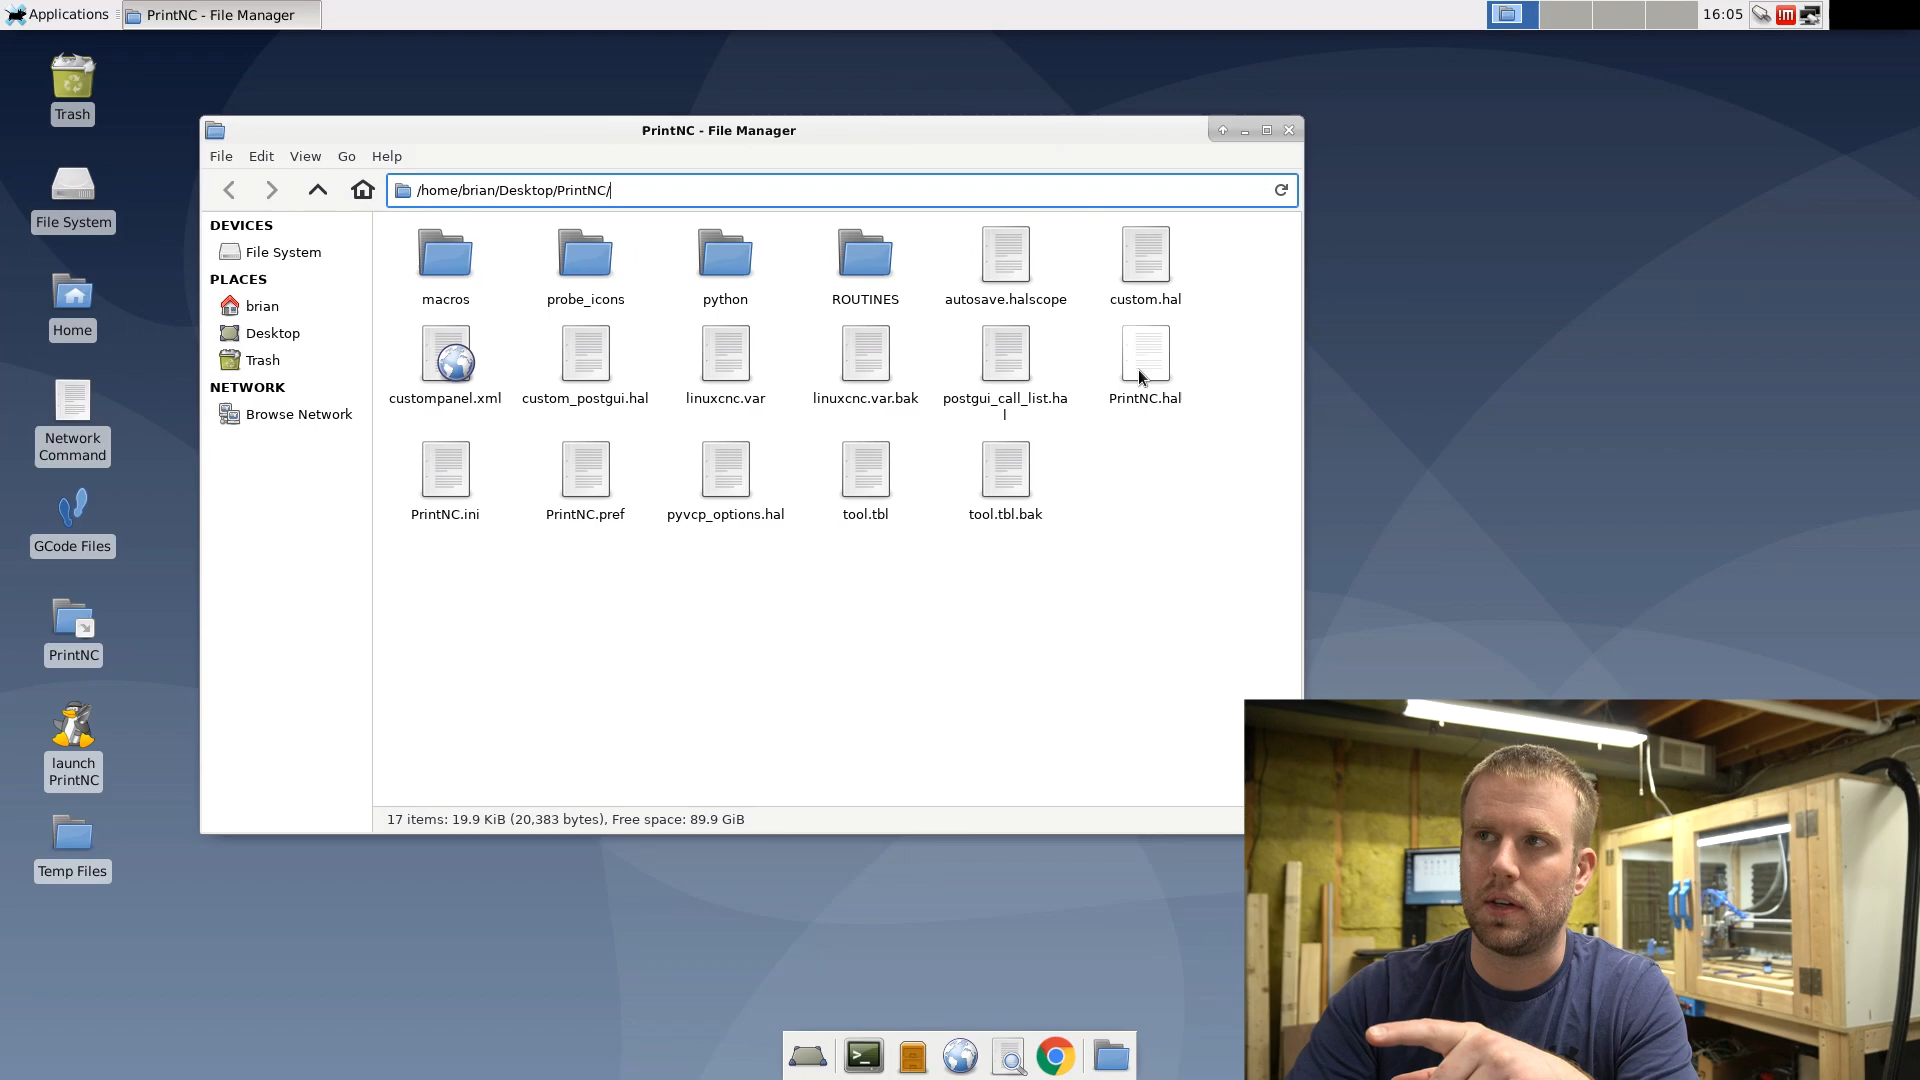 Applications
PrintNC - File Manager
16:05
!m
Trash
File System
Home
Network
Command
GCode Files
PrintNC
launch
PrintNC
Temp Files
PrintNC - File Manager
File Edit View Go Help
/home/brian/Desktop/PrintNC/
DEVICES
File System
PLACES
brian
Desktop
Trash
NETWORK
Browse Network
macros probe_icons python ROUTINES autosave.halscope custom.hal
custompanel.xml custom_postgui.hal linuxcnc.var linuxcnc.var.bak postgui_call_list.ha
l
PrintNC.hal
PrintNC.ini PrintNC.pref pyvcp_options.hal tool.tbl tool.tbl.bak
17 items: 19.9 KiB (20,383 bytes), Free space: 89.9 GiB
>_